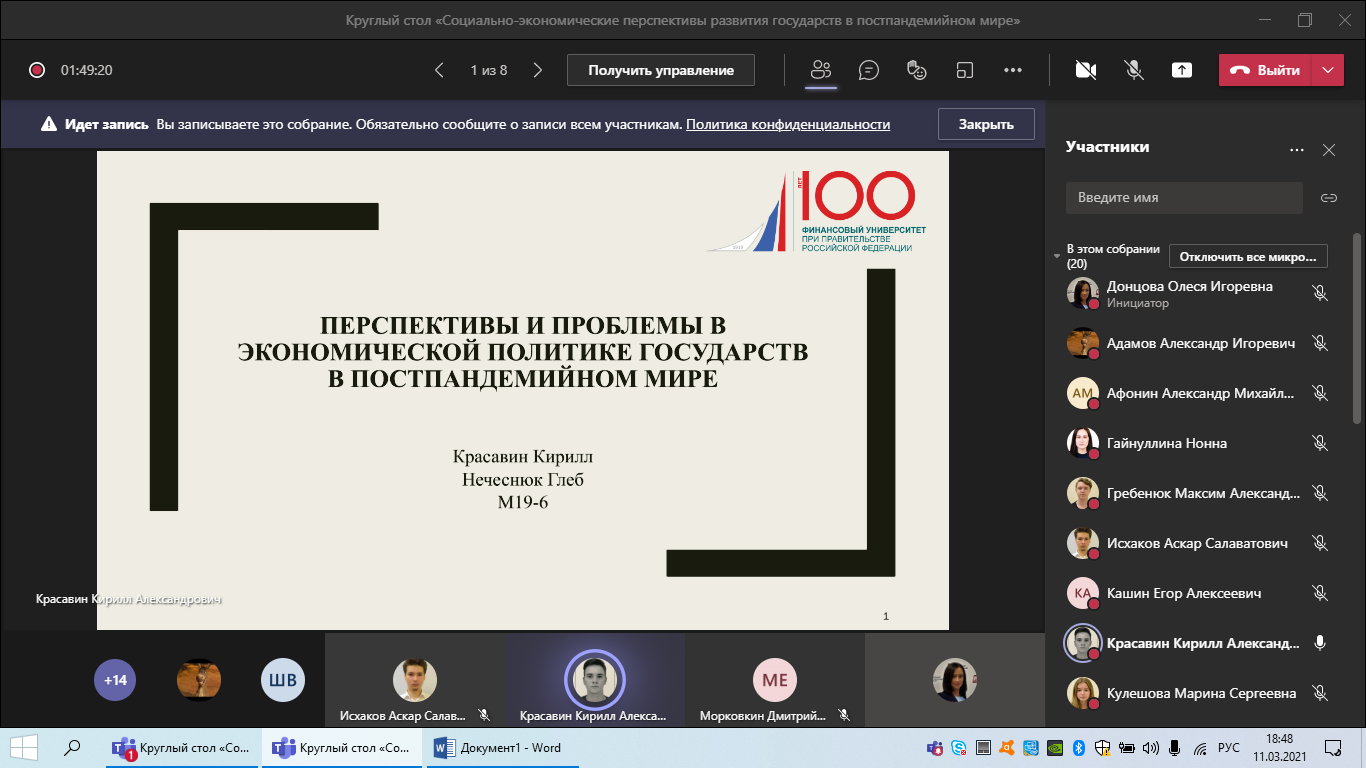 Круглый стол «Социально-экономические перспективы развития государств в постпандемийном мире»
01:49:20
1 из 8
Получить управление
Выйти
Идет запись Вы записываете это собрание. Обязательно сообщите о записи всем участникам. Политика конфиденциальности
Закрыть
ЛЕТ
100
1919
ФИНАНСОВЫЙ УНИВЕРСИТЕТ
ПРИ ПРАВИТЕЛЬСТВЕ
РОССИЙСКОЙ ФЕДЕРАЦИИ
ПЕРСПЕКТИВЫ И ПРОБЛЕМЫ В
ЭКОНОМИЧЕСКОЙ ПОЛИТИКЕ ГОСУДАРСТВ
В ПОСТПАНДЕМИЙНОМ МИРЕ
Красавин Кирилл
Нечеснюк Глеб
М19-6
Красавин Кирилл Александрович
1
Участники
Введите имя
В этом собрании
(20)
Отключить все микро...
Донцова Олеся Игоревна
Инициатор
Адамов Александр Игоревич
АМ
Афонин Александр Михайл...
Гайнуллина Нонна
Гребенюк Максим Александ...
Исхаков Аскар Салаватович
КА
Кашин Егор Алексеевич
Красавин Кирилл Александ...
Кулешова Марина Сергеевна
+14
ШВ
Исхаков Аскар Салав...
Красавин Кирилл Алекса...
МЕ
Морковкин Дмитрий...
1
Круглый стол «Со...
Круглый стол «Со...
Документ1 - Word
РУС
18:48
11.03.2021